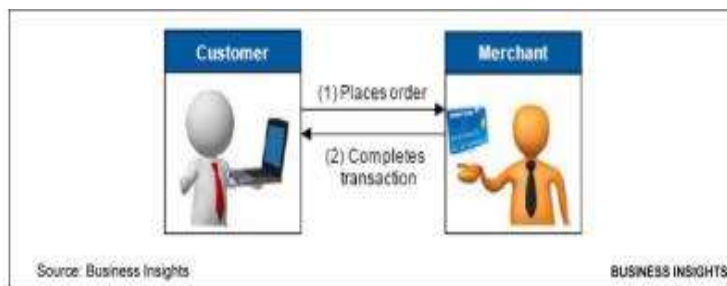 Customer
Merchant
(1) Places order
(2) Completes
transaction
Source: Business Insights
BUSINESS INSIGHTS